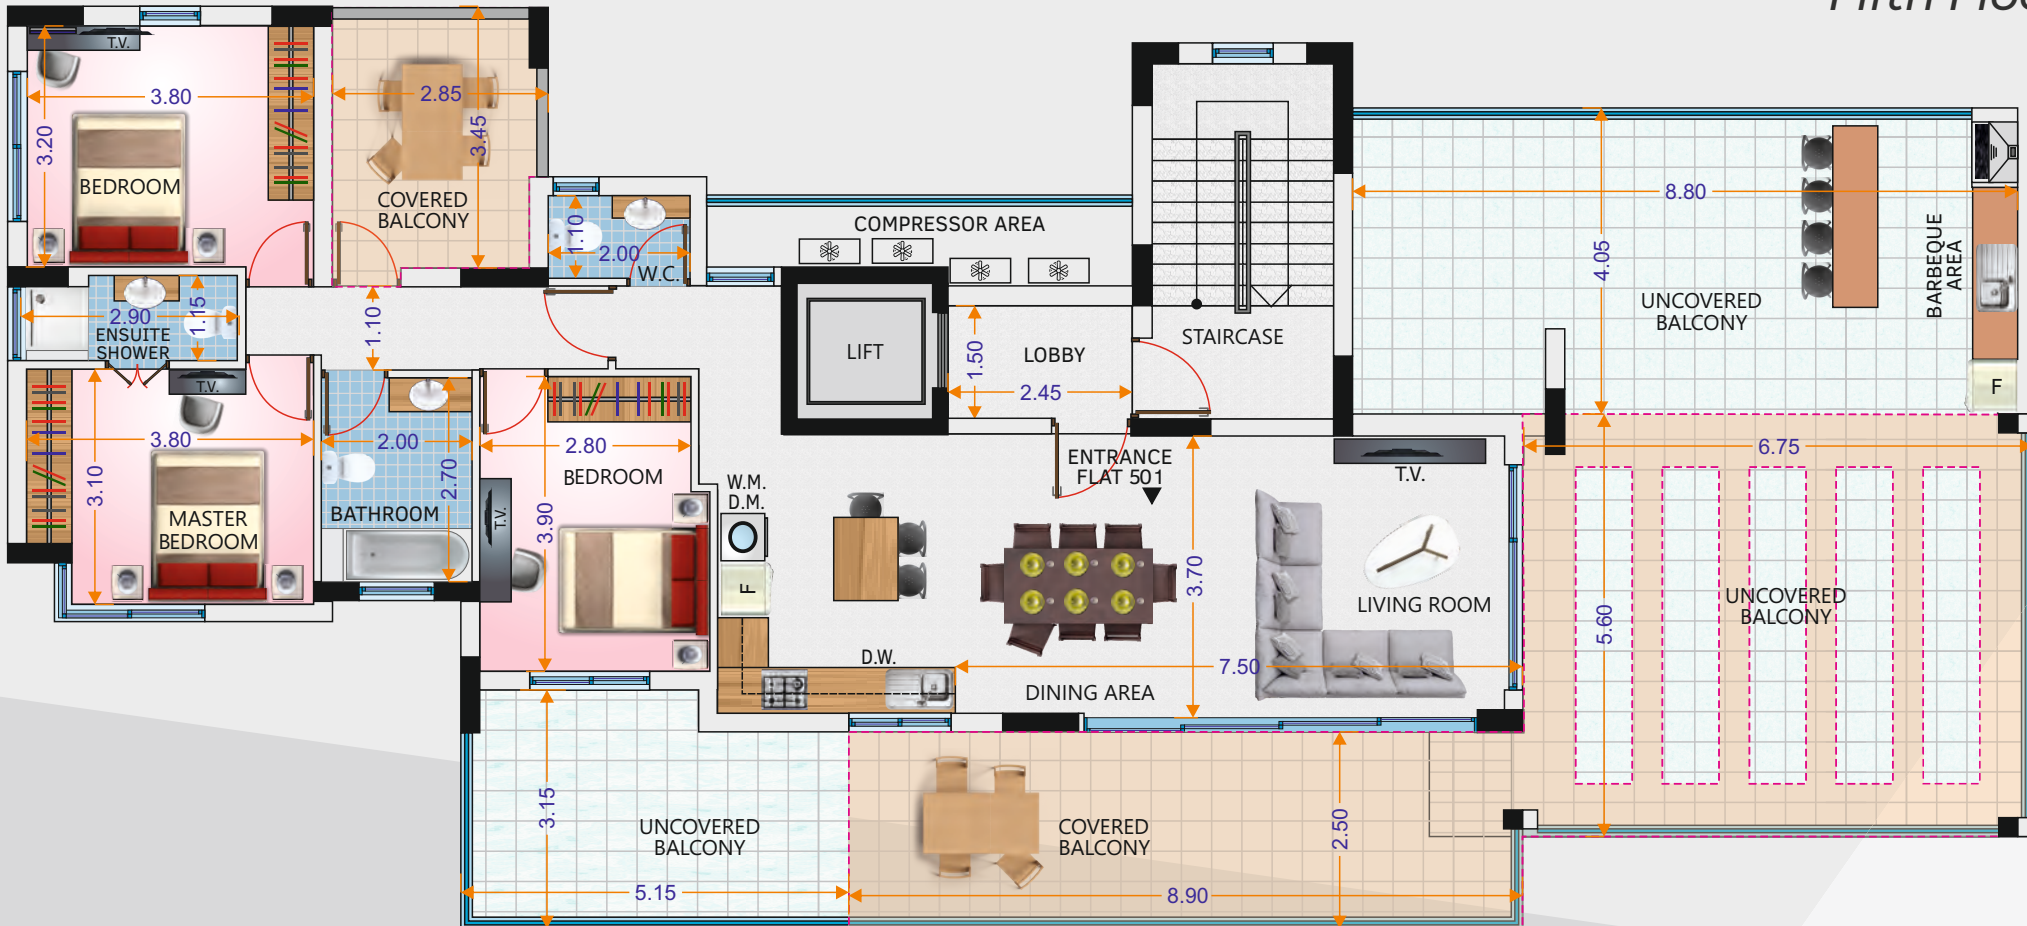 T.V.
3.80
3.20
BEDROOM
2.85
3.45
COVERED
BALCONY
1.10
2.00
W.C.
COMPRESSOR AREA
8.80
4.05
UNCOVERED
BALCONY
BARBEQUE
AREA
F
2.90
1.15
ENSUITE
SHOWER
1.10
LIFT
1.50
LOBBY
2.45
STAIRCASE
T.V.
3.80
3.10
MASTER
BEDROOM
2.00
2.70
BATHROOM
2.80
BEDROOM
3.90
T.V.
W.M.
D.M.
F
D.W.
ENTRANCE
FLAT 501
3.70
7.50
DINING AREA
T.V.
LIVING ROOM
6.75
5.60
UNCOVERED
BALCONY
3.15
UNCOVERED
BALCONY
5.15
COVERED
BALCONY
2.50
8.90